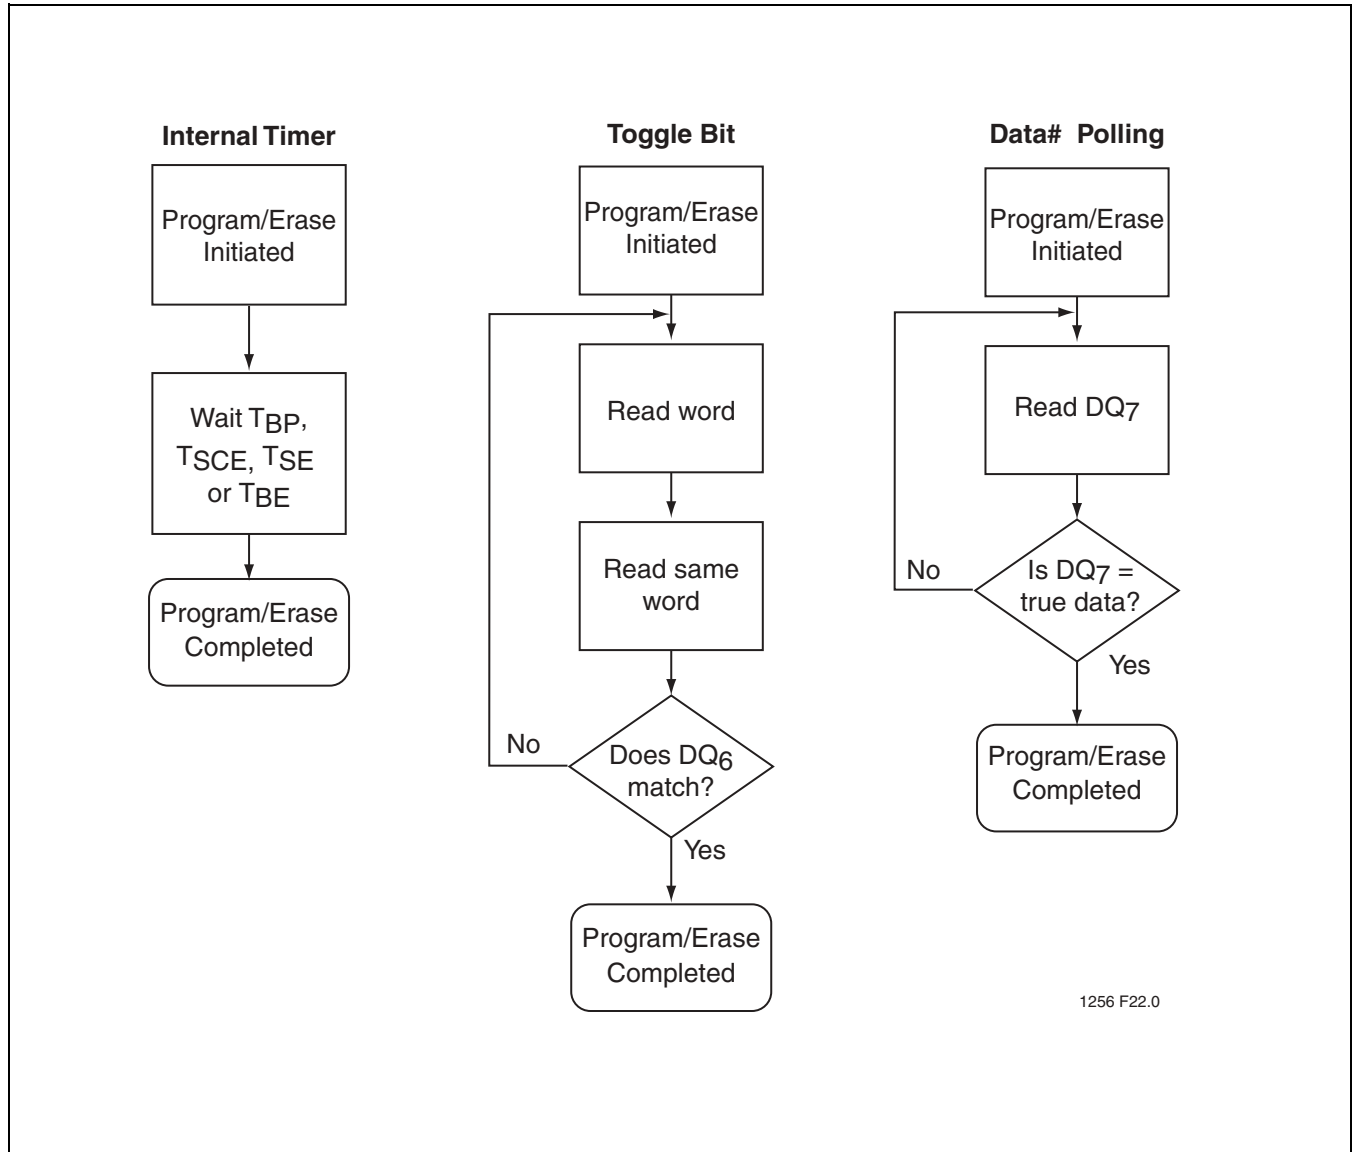 Internal Timer
Program/Erase
Initiated
Wait TBP,
TSCE, TSE
or TBE
Program/Erase
Completed
Toggle Bit
Program/Erase
Initiated
Read word
Read same
word
Does DQ6
match?
No
Yes
Program/Erase
Completed
Data# Polling
Program/Erase
Initiated
Read DQ7
Is DQ7 =
true data?
No
Yes
Program/Erase
Completed
1256 F22.0